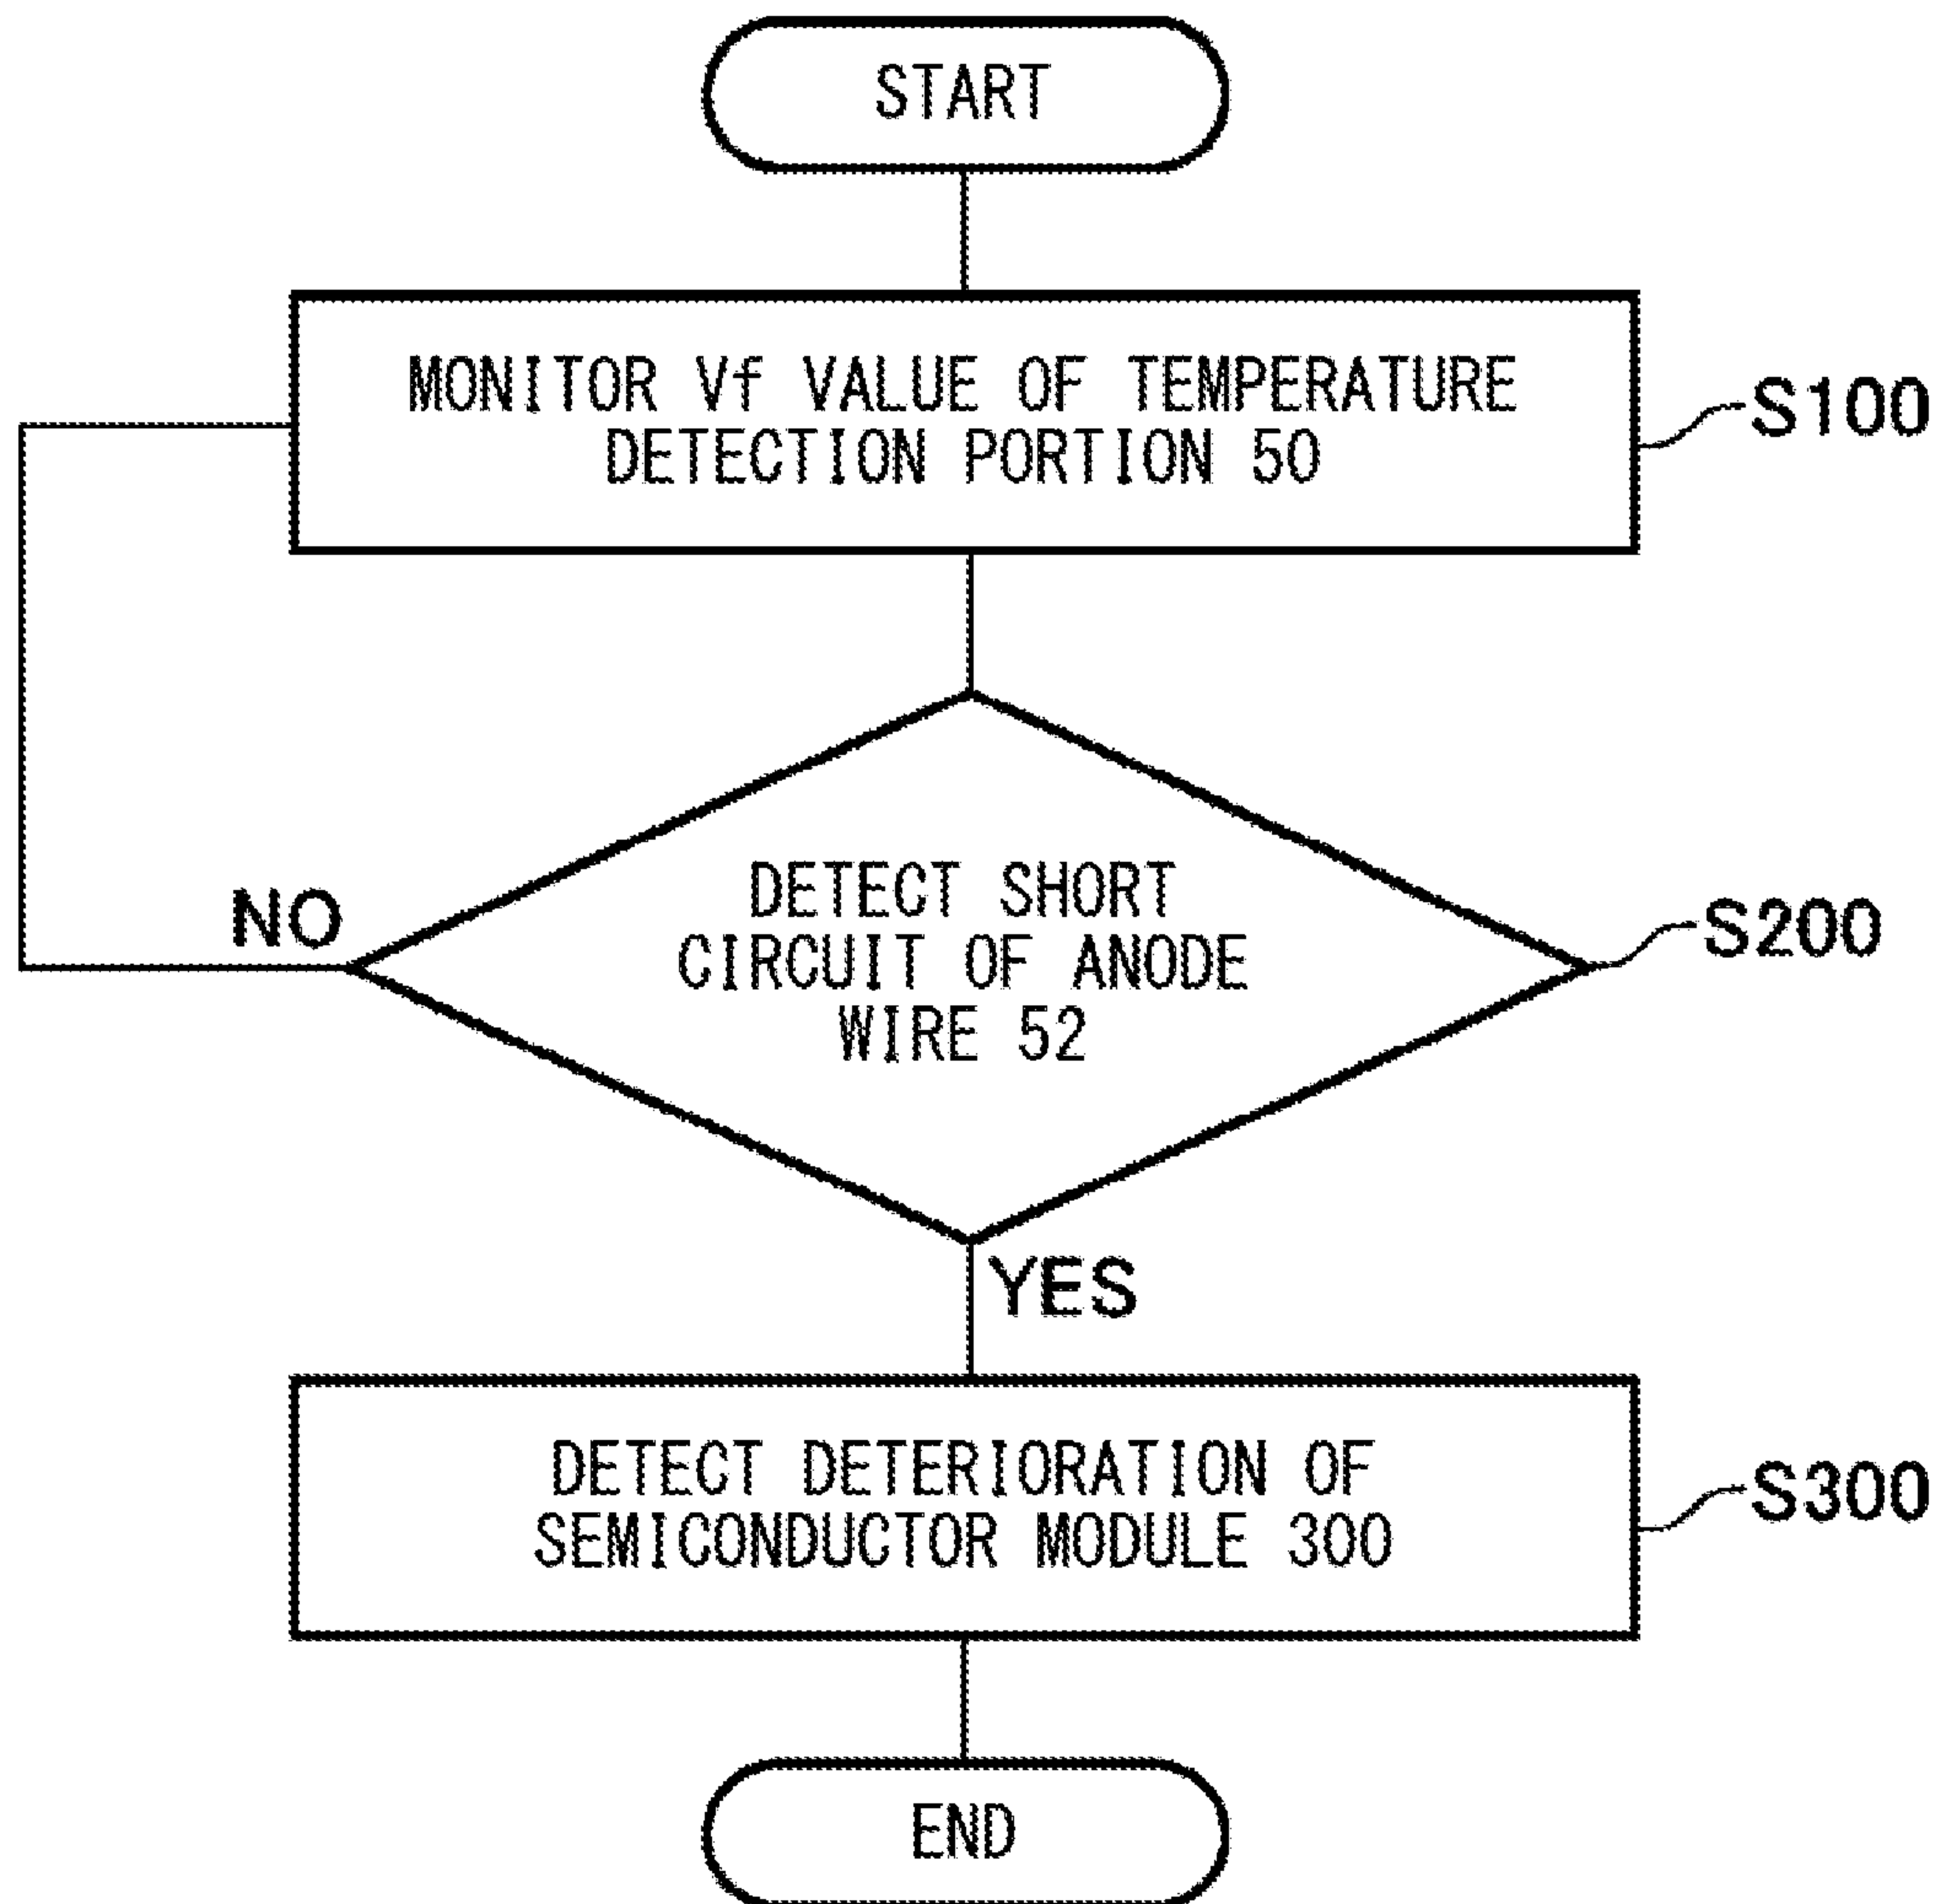 START
MONITOR Vf VALUE OF TEMPERATURE
DETECTION PORTION 50
S100
DETECT SHORT
CIRCUIT OF ANODE
WIRE 52
NO
S200
YES
DETECT DETERIORATION OF
SEMICONDUCTOR MODULE 300
S300
END